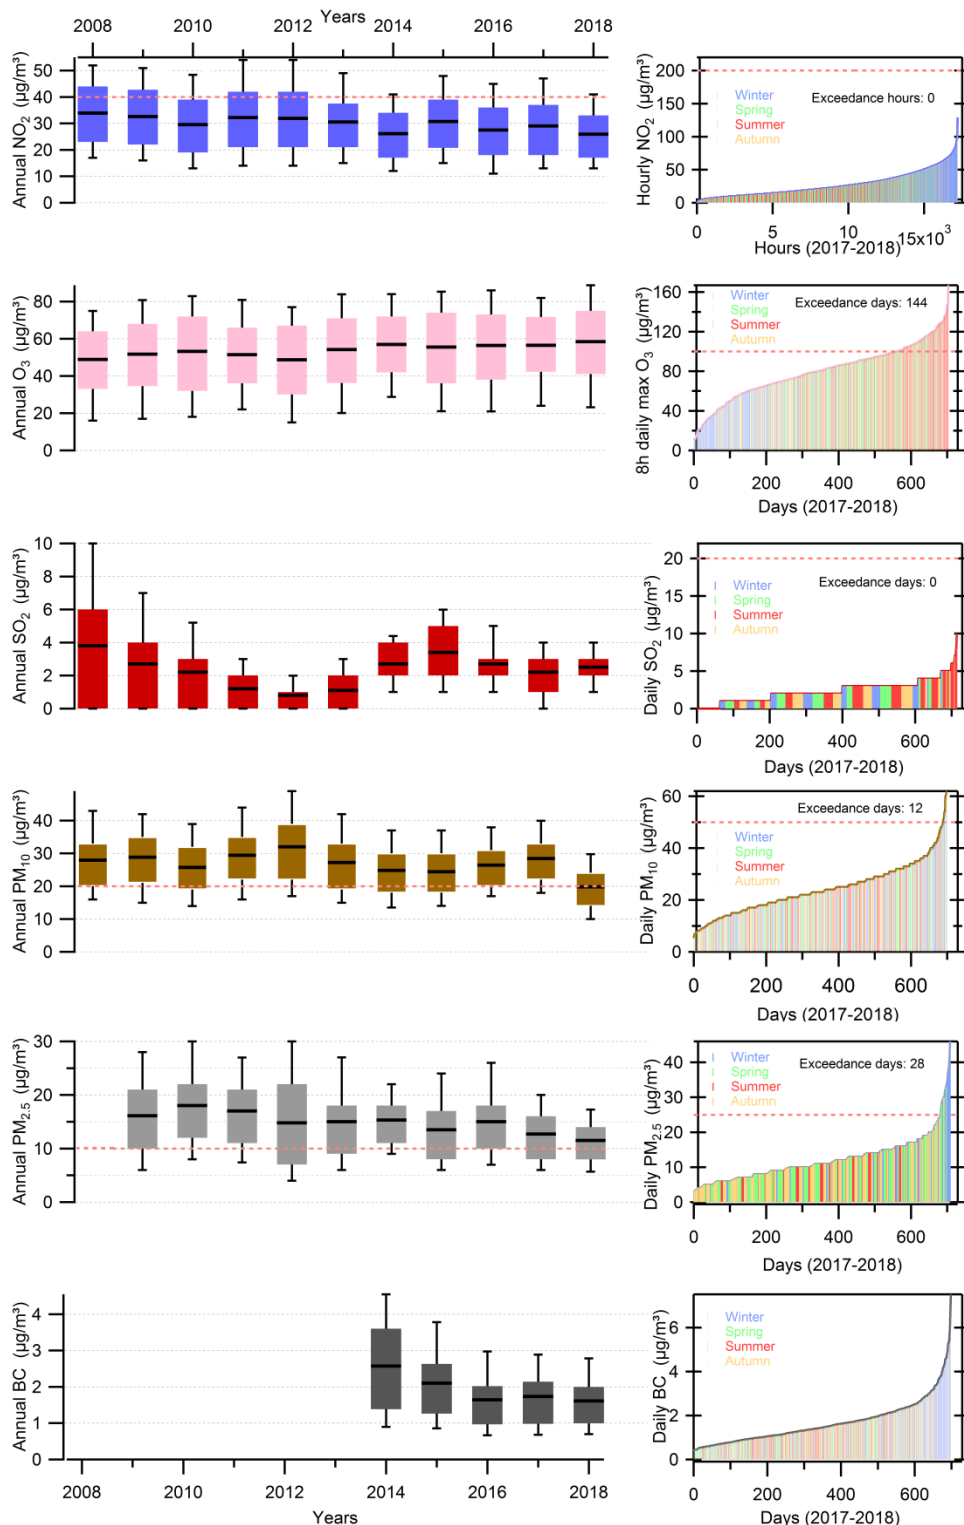 Years
2008 2010 2012 2014 2016 2018
Annual NO2 (µg/m³)
50
40
30
20
10
0
Hourly NO2 (µg/m³)
200
150
100
50
0
Winter
Spring
Summer
Autumn
Exceedance hours: 0
0 5 10 15x10³
Hours (2017-2018)
Annual O3 (µg/m³)
80
60
40
20
0
8h daily max O3 (µg/m³)
160
120
80
40
0
Winter
Spring
Summer
Autumn
Exceedance days: 144
0 200 400 600
Days (2017-2018)
Annual SO2 (µg/m³)
10
8
6
4
2
0
Daily SO2 (µg/m³)
20
15
10
5
0
Winter
Spring
Summer
Autumn
Exceedance days: 0
0 200 400 600
Days (2017-2018)
Annual PM10 (µg/m³)
40
30
20
10
0
Daily PM10 (µg/m³)
60
40
20
0
Exceedance days: 12
Winter
Spring
Summer
Autumn
0 200 400 600
Days (2017-2018)
Annual PM2.5 (µg/m³)
30
20
10
0
Daily PM2.5 (µg/m³)
40
30
20
10
0
Winter
Spring
Summer
Autumn
Exceedance days: 28
0 200 400 600
Days (2017-2018)
Annual BC (µg/m³)
4
3
2
1
0
2008 2010 2012 2014 2016 2018
Years
Daily BC (µg/m³)
6
4
2
0
Winter
Spring
Summer
Autumn
0 200 400 600
Days (2017-2018)